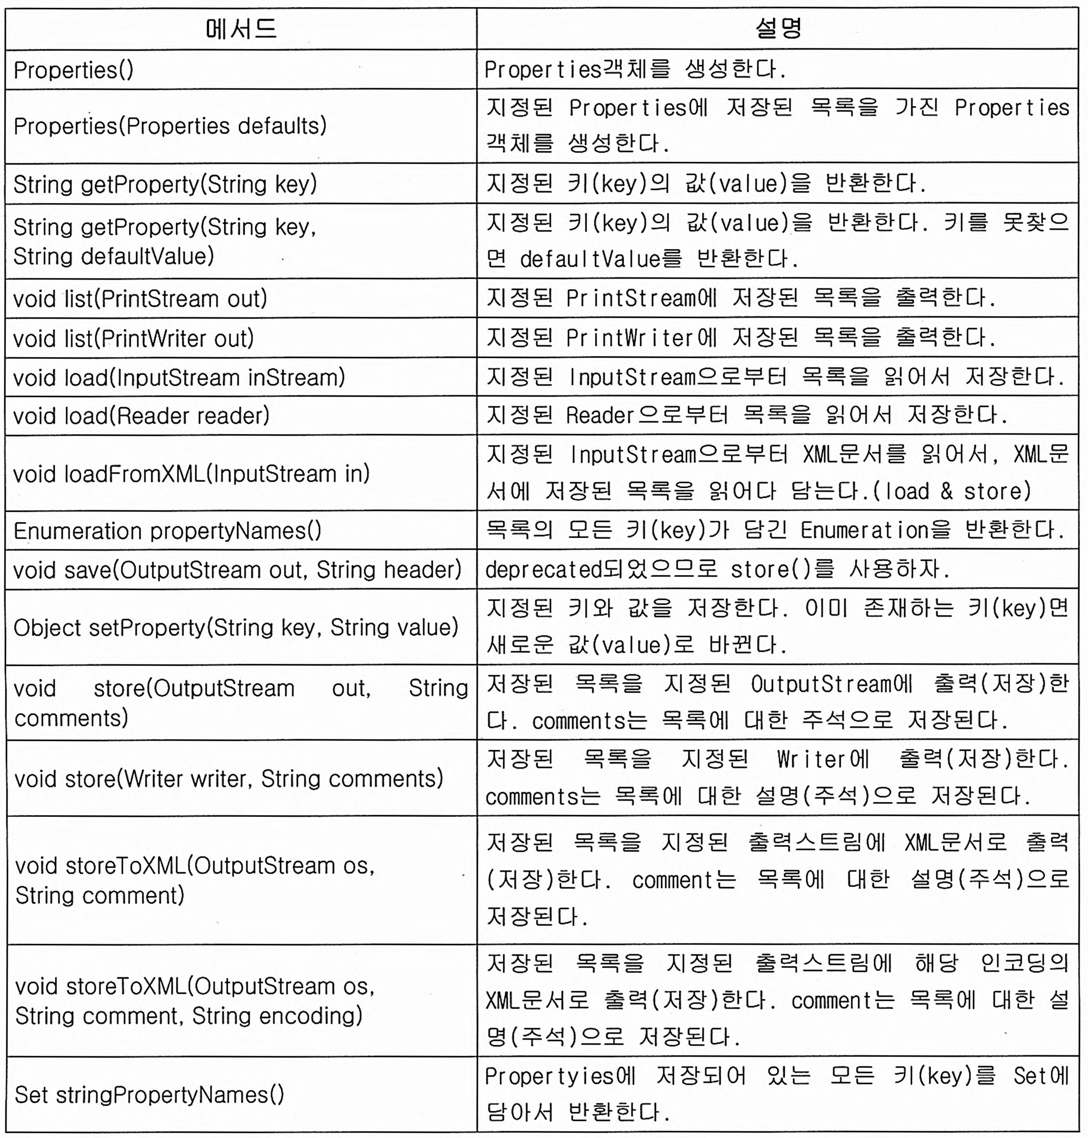 메서드
설명
Properties()
Properties객체를 생성한다.
Properties(Properties defaults)
지정된 Properties에 저장된 목록을 가진 Properties
객체를 생성한다.
String getProperty(String key)
지정된 키(key)의 값(value)을 반환한다.
String getProperty(String key,
String defaultValue)
지정된 키(key)의 값(value)을 반환한다. 키를 못찾으
면 defaultValue를 반환한다.
void list(PrintStream out)
지정된 PrintStream에 저장된 목록을 출력한다.
void list(PrintWriter out)
지정된 PrintWriter에 저장된 목록을 출력한다.
void load(InputStream inStream)
지정된 InputStream으로부터 목록을 읽어서 저장한다.
void load(Reader reader)
지정된 Reader으로부터 목록을 읽어서 저장한다.
void loadFromXML(InputStream in)
지정된 InputStream으로부터 XML문서를 읽어서, XML문
서에 저장된 목록을 읽어다 담는다.(load & store)
Enumeration propertyNames()
목록의 모든 키(key)가 담긴 Enumeration을 반환한다.
void save(OutputStream out, String header)
deprecated되었으므로 store()를 사용하자.
Object setProperty(String key, String value)
지정된 키와 값을 저장한다. 이미 존재하는 키(key)면
새로운 값(value)로 바뀐다.
void store(OutputStream out, String
comments)
저장된 목록을 지정된 OutputStream에 출력(저장)한
다. comments는 목록에 대한 주석으로 저장된다.
void store(Writer writer, String comments)
저장된 목록을 지정된 Writer에 출력(저장)한다.
comments는 목록에 대한 설명(주석)으로 저장된다.
void storeToXML(OutputStream os,
String comment)
저장된 목록을 지정된 출력스트림에 XML문서로 출력
(저장)한다. comment는 목록에 대한 설명(주석)으로
저장된다.
void storeToXML(OutputStream os,
String comment, String encoding)
저장된 목록을 지정된 출력스트림에 해당 인코딩의
XML문서로 출력(저장)한다. comment는 목록에 대한 설
명(주석)으로 저장된다.
Set stringPropertyNames()
Propertyies에 저장되어 있는 모든 키(key)를 Set에
담아서 반환한다.